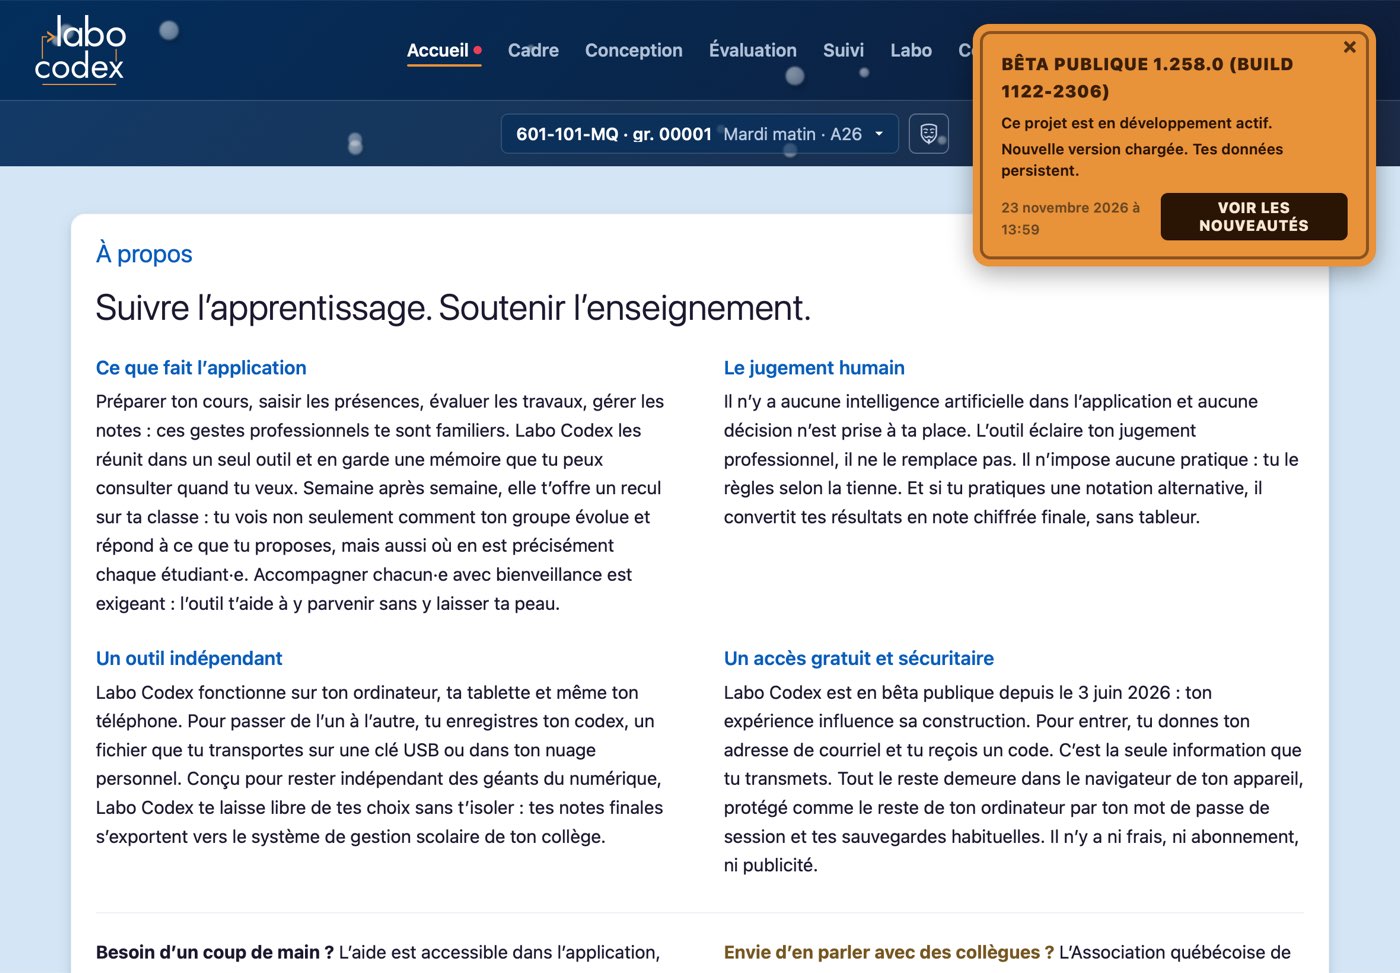 labo
codex
Accueil
Cadre
Conception
Évaluation
Suivi
Labo
601-101-MQ · gr. 00001 Mardi matin · A26
BÊTA PUBLIQUE 1.258.0 (BUILD
1122-2306)
Ce projet est en développement actif.
Nouvelle version chargée. Tes données
persistent.
23 novembre 2026 à
13:59
VOIR LES
NOUVEAUTÉS
À propos
Suivre l’apprentissage. Soutenir l’enseignement.
Ce que fait l’application
Préparer ton cours, saisir les présences, évaluer les travaux, gérer les
notes : ces gestes professionnels te sont familiers. Labo Codex les
réunit dans un seul outil et en garde une mémoire que tu peux
consulter quand tu veux. Semaine après semaine, elle t’offre un recul
sur ta classe : tu vois non seulement comment ton groupe évolue et
répond à ce que tu proposes, mais aussi où en est précisément
chaque étudiant·e. Accompagner chacun·e avec bienveillance est
exigeant : l’outil t’aide à y parvenir sans y laisser ta peau.
Le jugement humain
Il n’y a aucune intelligence artificielle dans l’application et aucune
décision n’est prise à ta place. L’outil éclaire ton jugement
professionnel, il ne le remplace pas. Il n’impose aucune pratique : tu le
règles selon la tienne. Et si tu pratiques une notation alternative, il
convertit tes résultats en note chiffrée finale, sans tableur.
Un outil indépendant
Labo Codex fonctionne sur ton ordinateur, ta tablette et même ton
téléphone. Pour passer de l’un à l’autre, tu enregistres ton codex, un
fichier que tu transportes sur une clé USB ou dans ton nuage
personnel. Conçu pour rester indépendant des géants du numérique,
Labo Codex te laisse libre de tes choix sans t’isoler : tes notes finales
s’exportent vers le système de gestion scolaire de ton collège.
Un accès gratuit et sécuritaire
Labo Codex est en bêta publique depuis le 3 juin 2026 : ton
expérience influence sa construction. Pour entrer, tu donnes ton
adresse de courriel et tu reçois un code. C’est la seule information que
tu transmets. Tout le reste demeure dans le navigateur de ton appareil,
protégé comme le reste de ton ordinateur par ton mot de passe de
session et tes sauvegardes habituelles. Il n’y a ni frais, ni abonnement,
ni publicité.
Besoin d’un coup de main ? L’aide est accessible dans l’application,
Envie d’en parler avec des collègues ? L’Association québécoise de